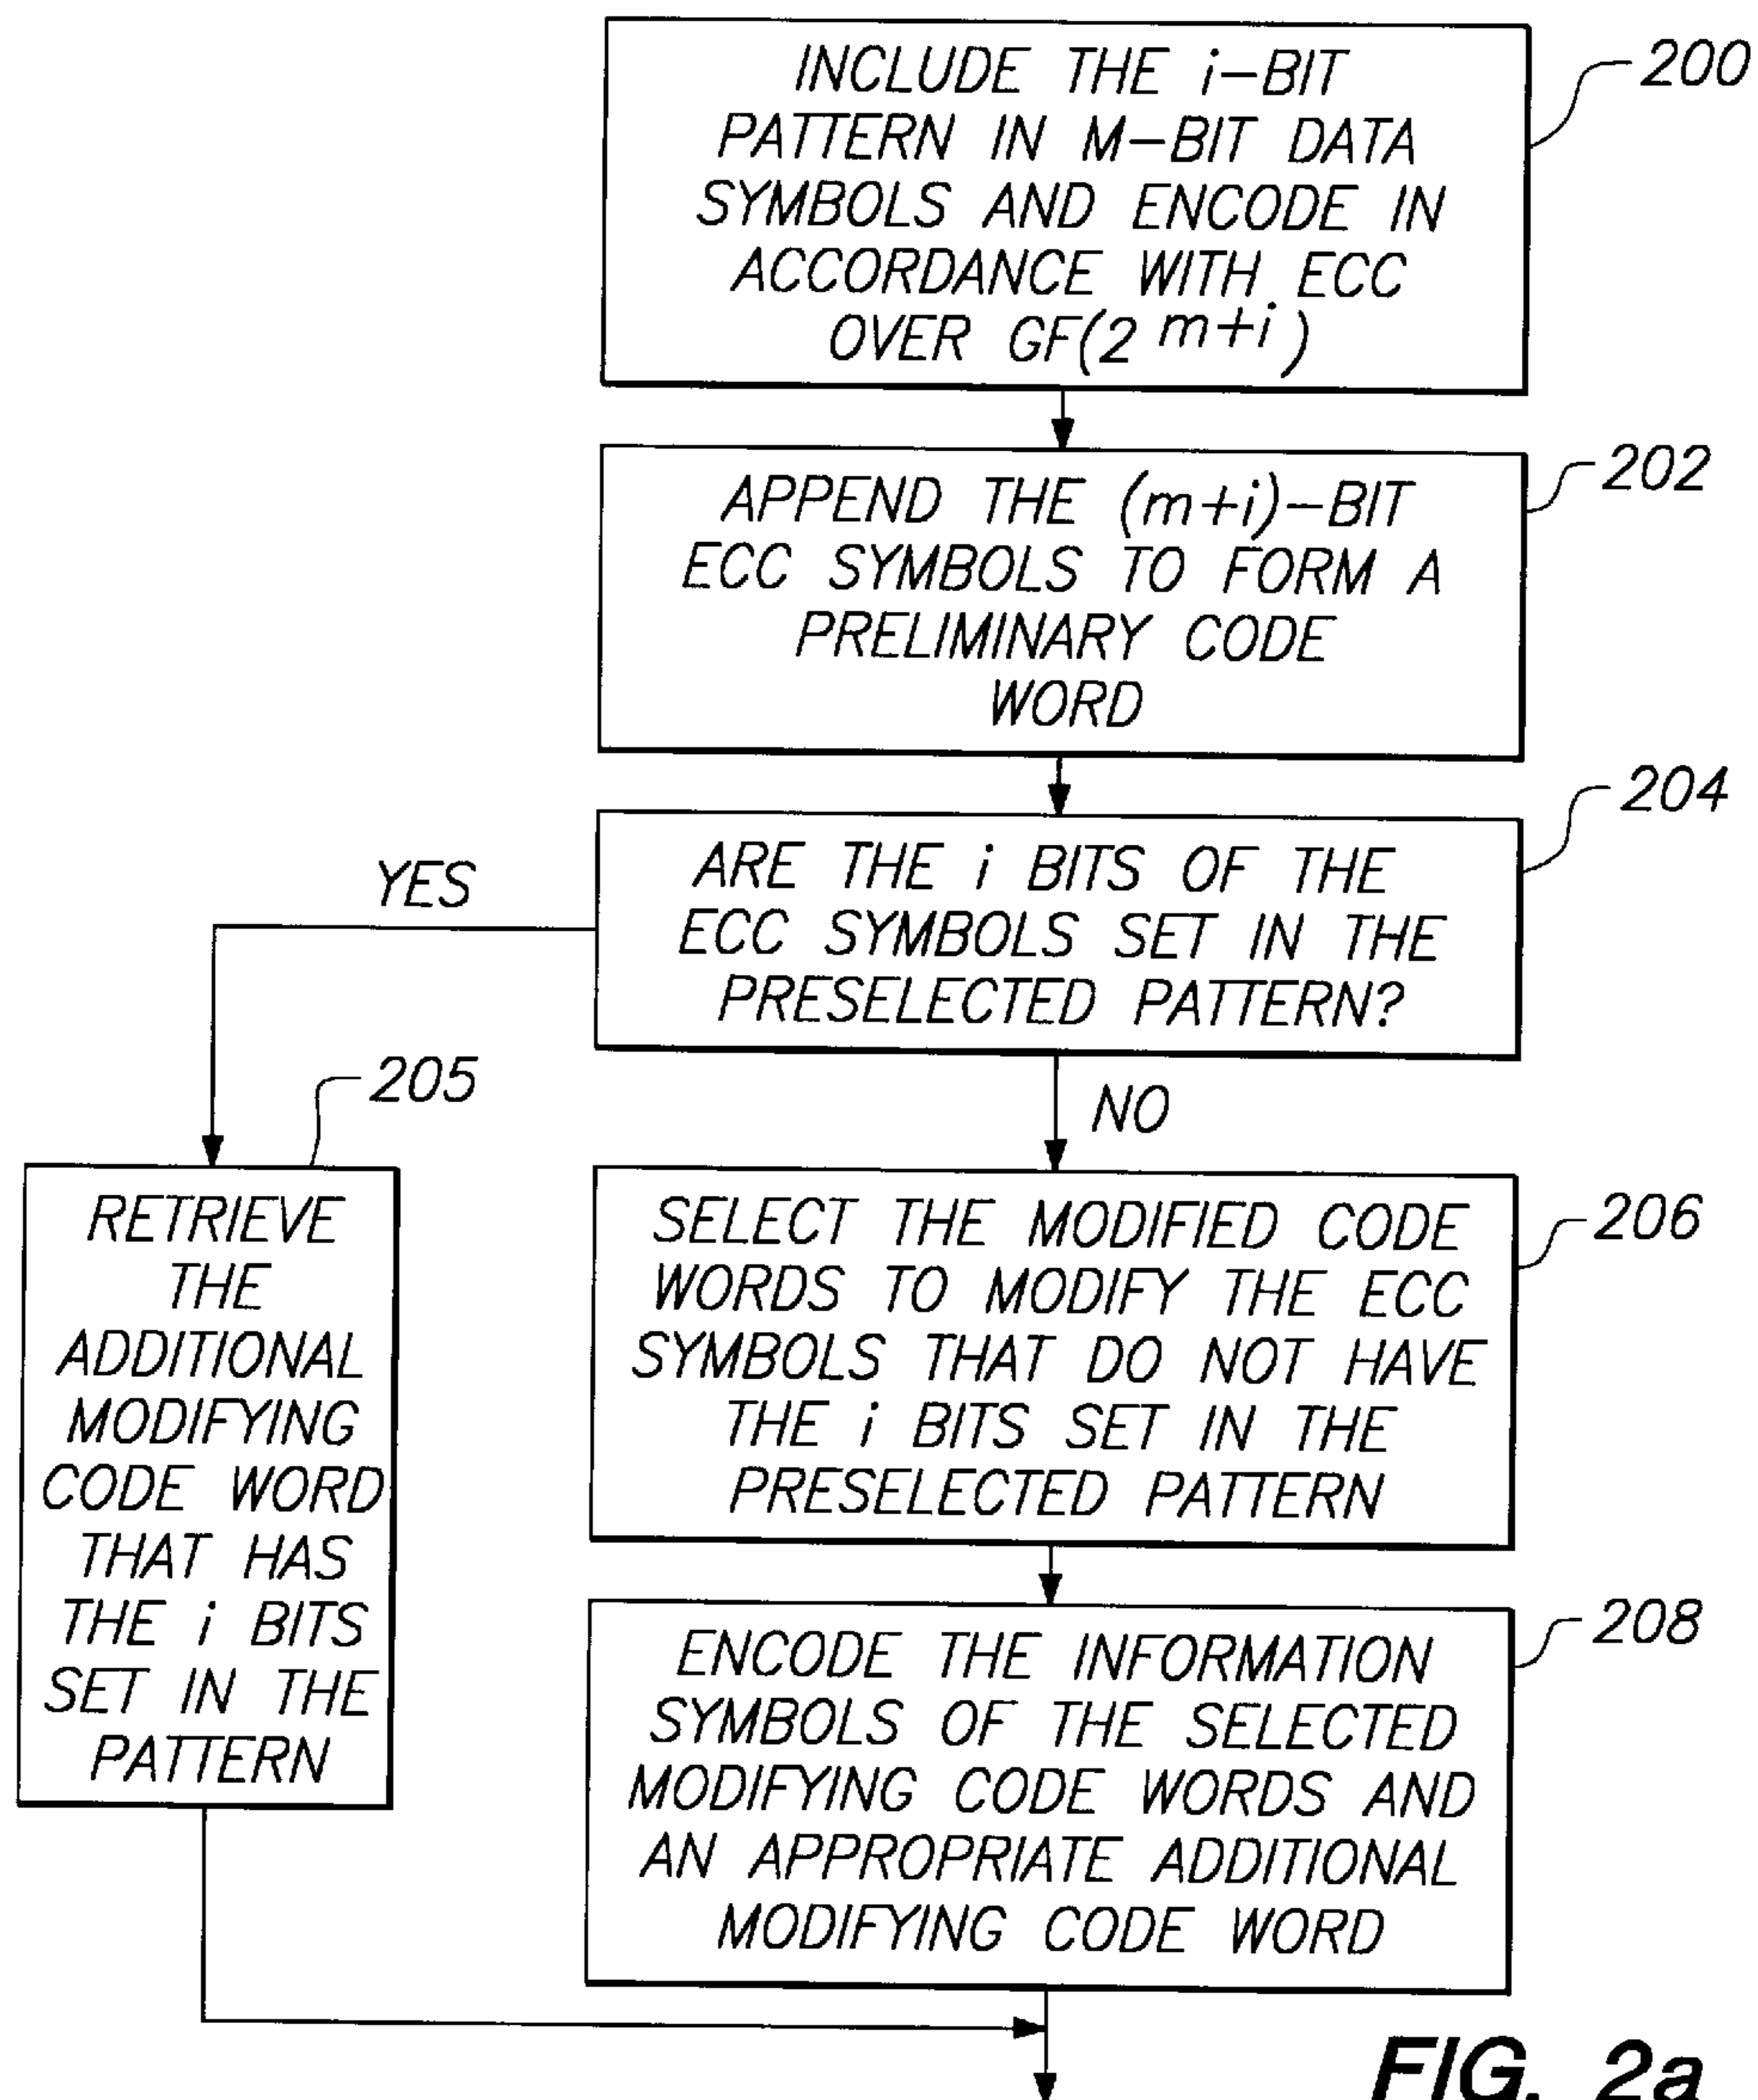 INCLUDE THE i-BIT
PATTERN IN M-BIT DATA
SYMBOLS AND ENCODE IN
ACCORDANCE WITH ECC
OVER GF(2 m+i)
200
APPEND THE (m+i)-BIT
ECC SYMBOLS TO FORM A
PRELIMINARY CODE
WORD
202
ARE THE i BITS OF THE
ECC SYMBOLS SET IN THE
PRESELECTED PATTERN?
204
YES
NO
205
RETRIEVE
THE
ADDITIONAL
MODIFYING
CODE WORD
THAT HAS
THE i BITS
SET IN THE
PATTERN
SELECT THE MODIFIED CODE
WORDS TO MODIFY THE ECC
SYMBOLS THAT DO NOT HAVE
THE i BITS SET IN THE
PRESELECTED PATTERN
206
ENCODE THE INFORMATION
SYMBOLS OF THE SELECTED
MODIFYING CODE WORDS AND
AN APPROPRIATE ADDITIONAL
MODIFYING CODE WORD
208
FIG. 2a